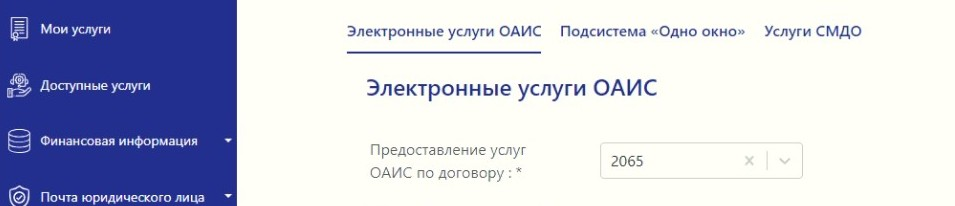 Мои услуги
Доступные услуги
Финансовая информация
Почта юридического лица
Электронные услуги ОАИС Подсистема «Одно окно» Услуги СМДО
Электронные услуги ОАИС
Предоставление услуг
ОАИС по договору : *
2065